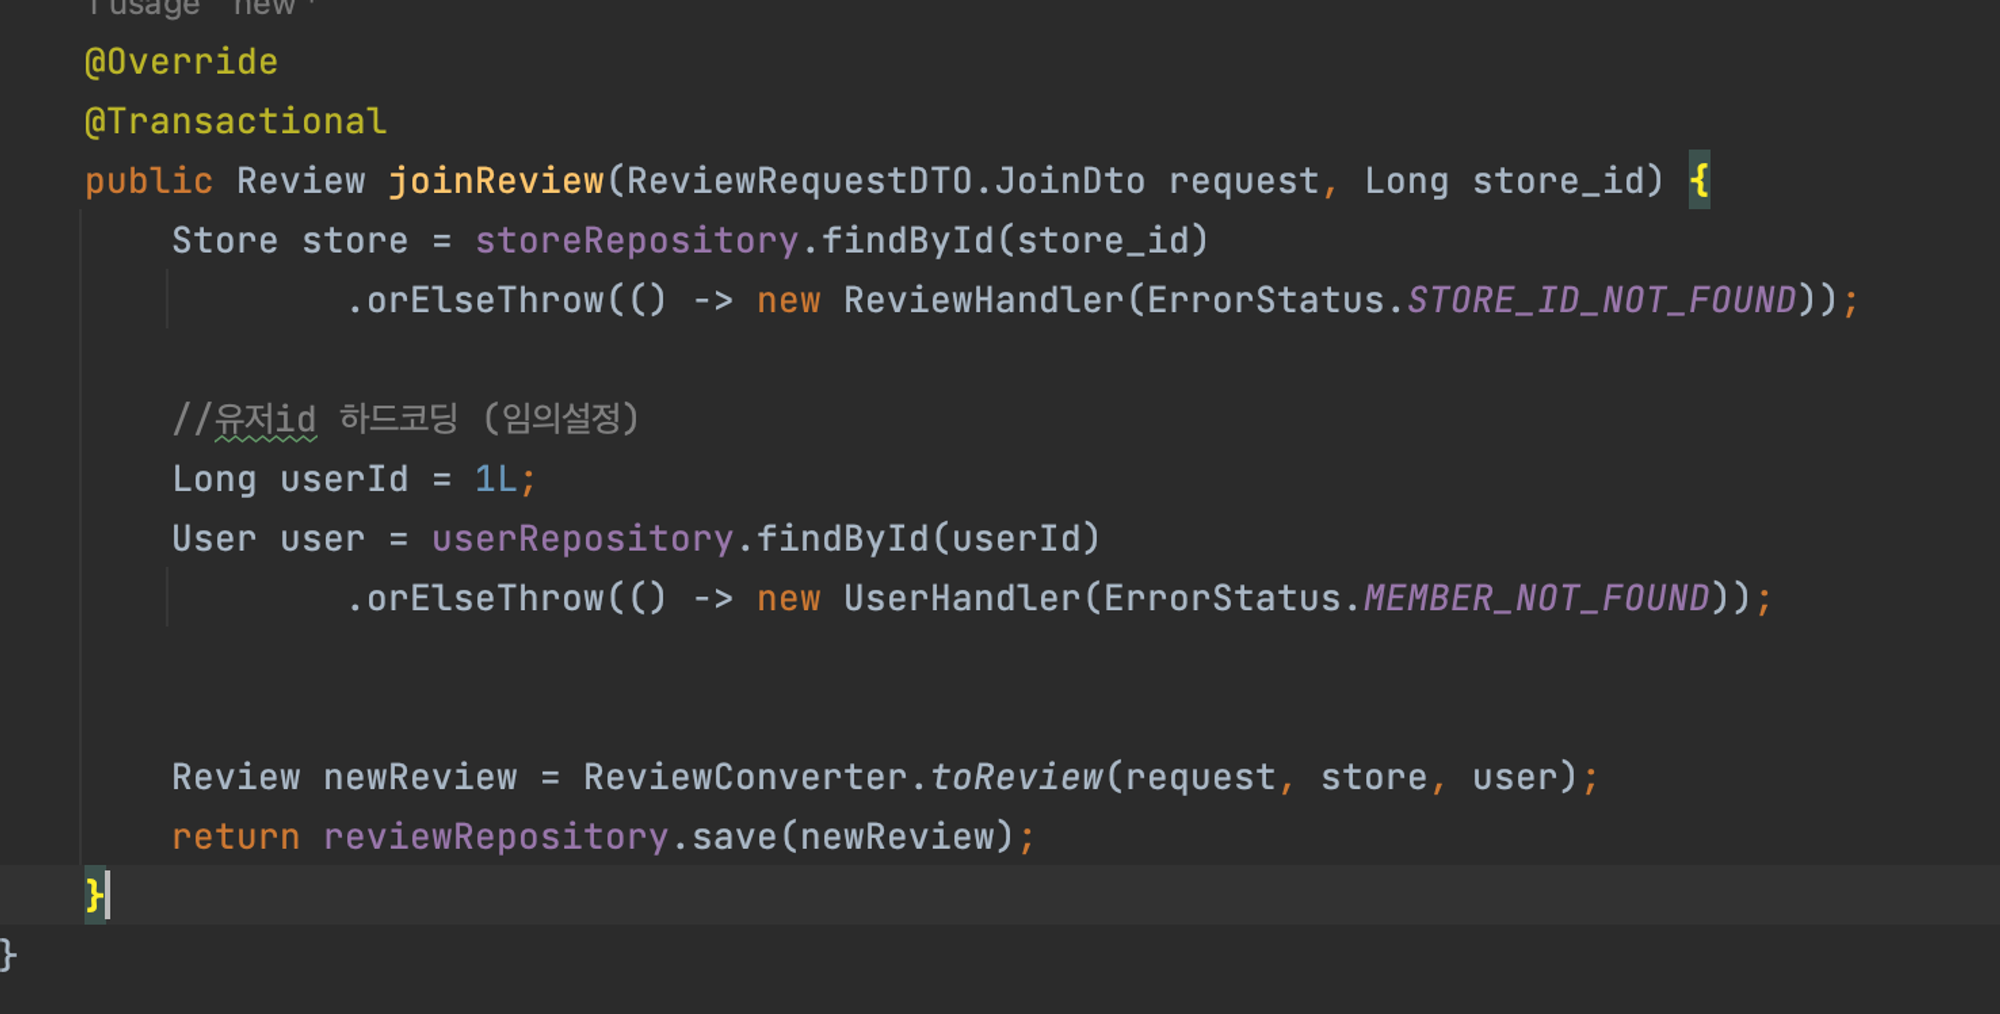 1 usage new *
@Override
@Transactional
public Review joinReview(ReviewRequestDTO.JoinDto request, Long store_id) {
Store store = storeRepository.findById(store_id)
.orElseThrow(() -> new ReviewHandler(ErrorStatus.STORE_ID_NOT_FOUND));
//유저id 하드코딩 (임의설정)
Long userId = 1L;
User user = userRepository.findById(userId)
.orElseThrow(() -> new UserHandler(ErrorStatus.MEMBER_NOT_FOUND));
Review newReview = ReviewConverter.toReview(request, store, user);
return reviewRepository.save(newReview);
}
}